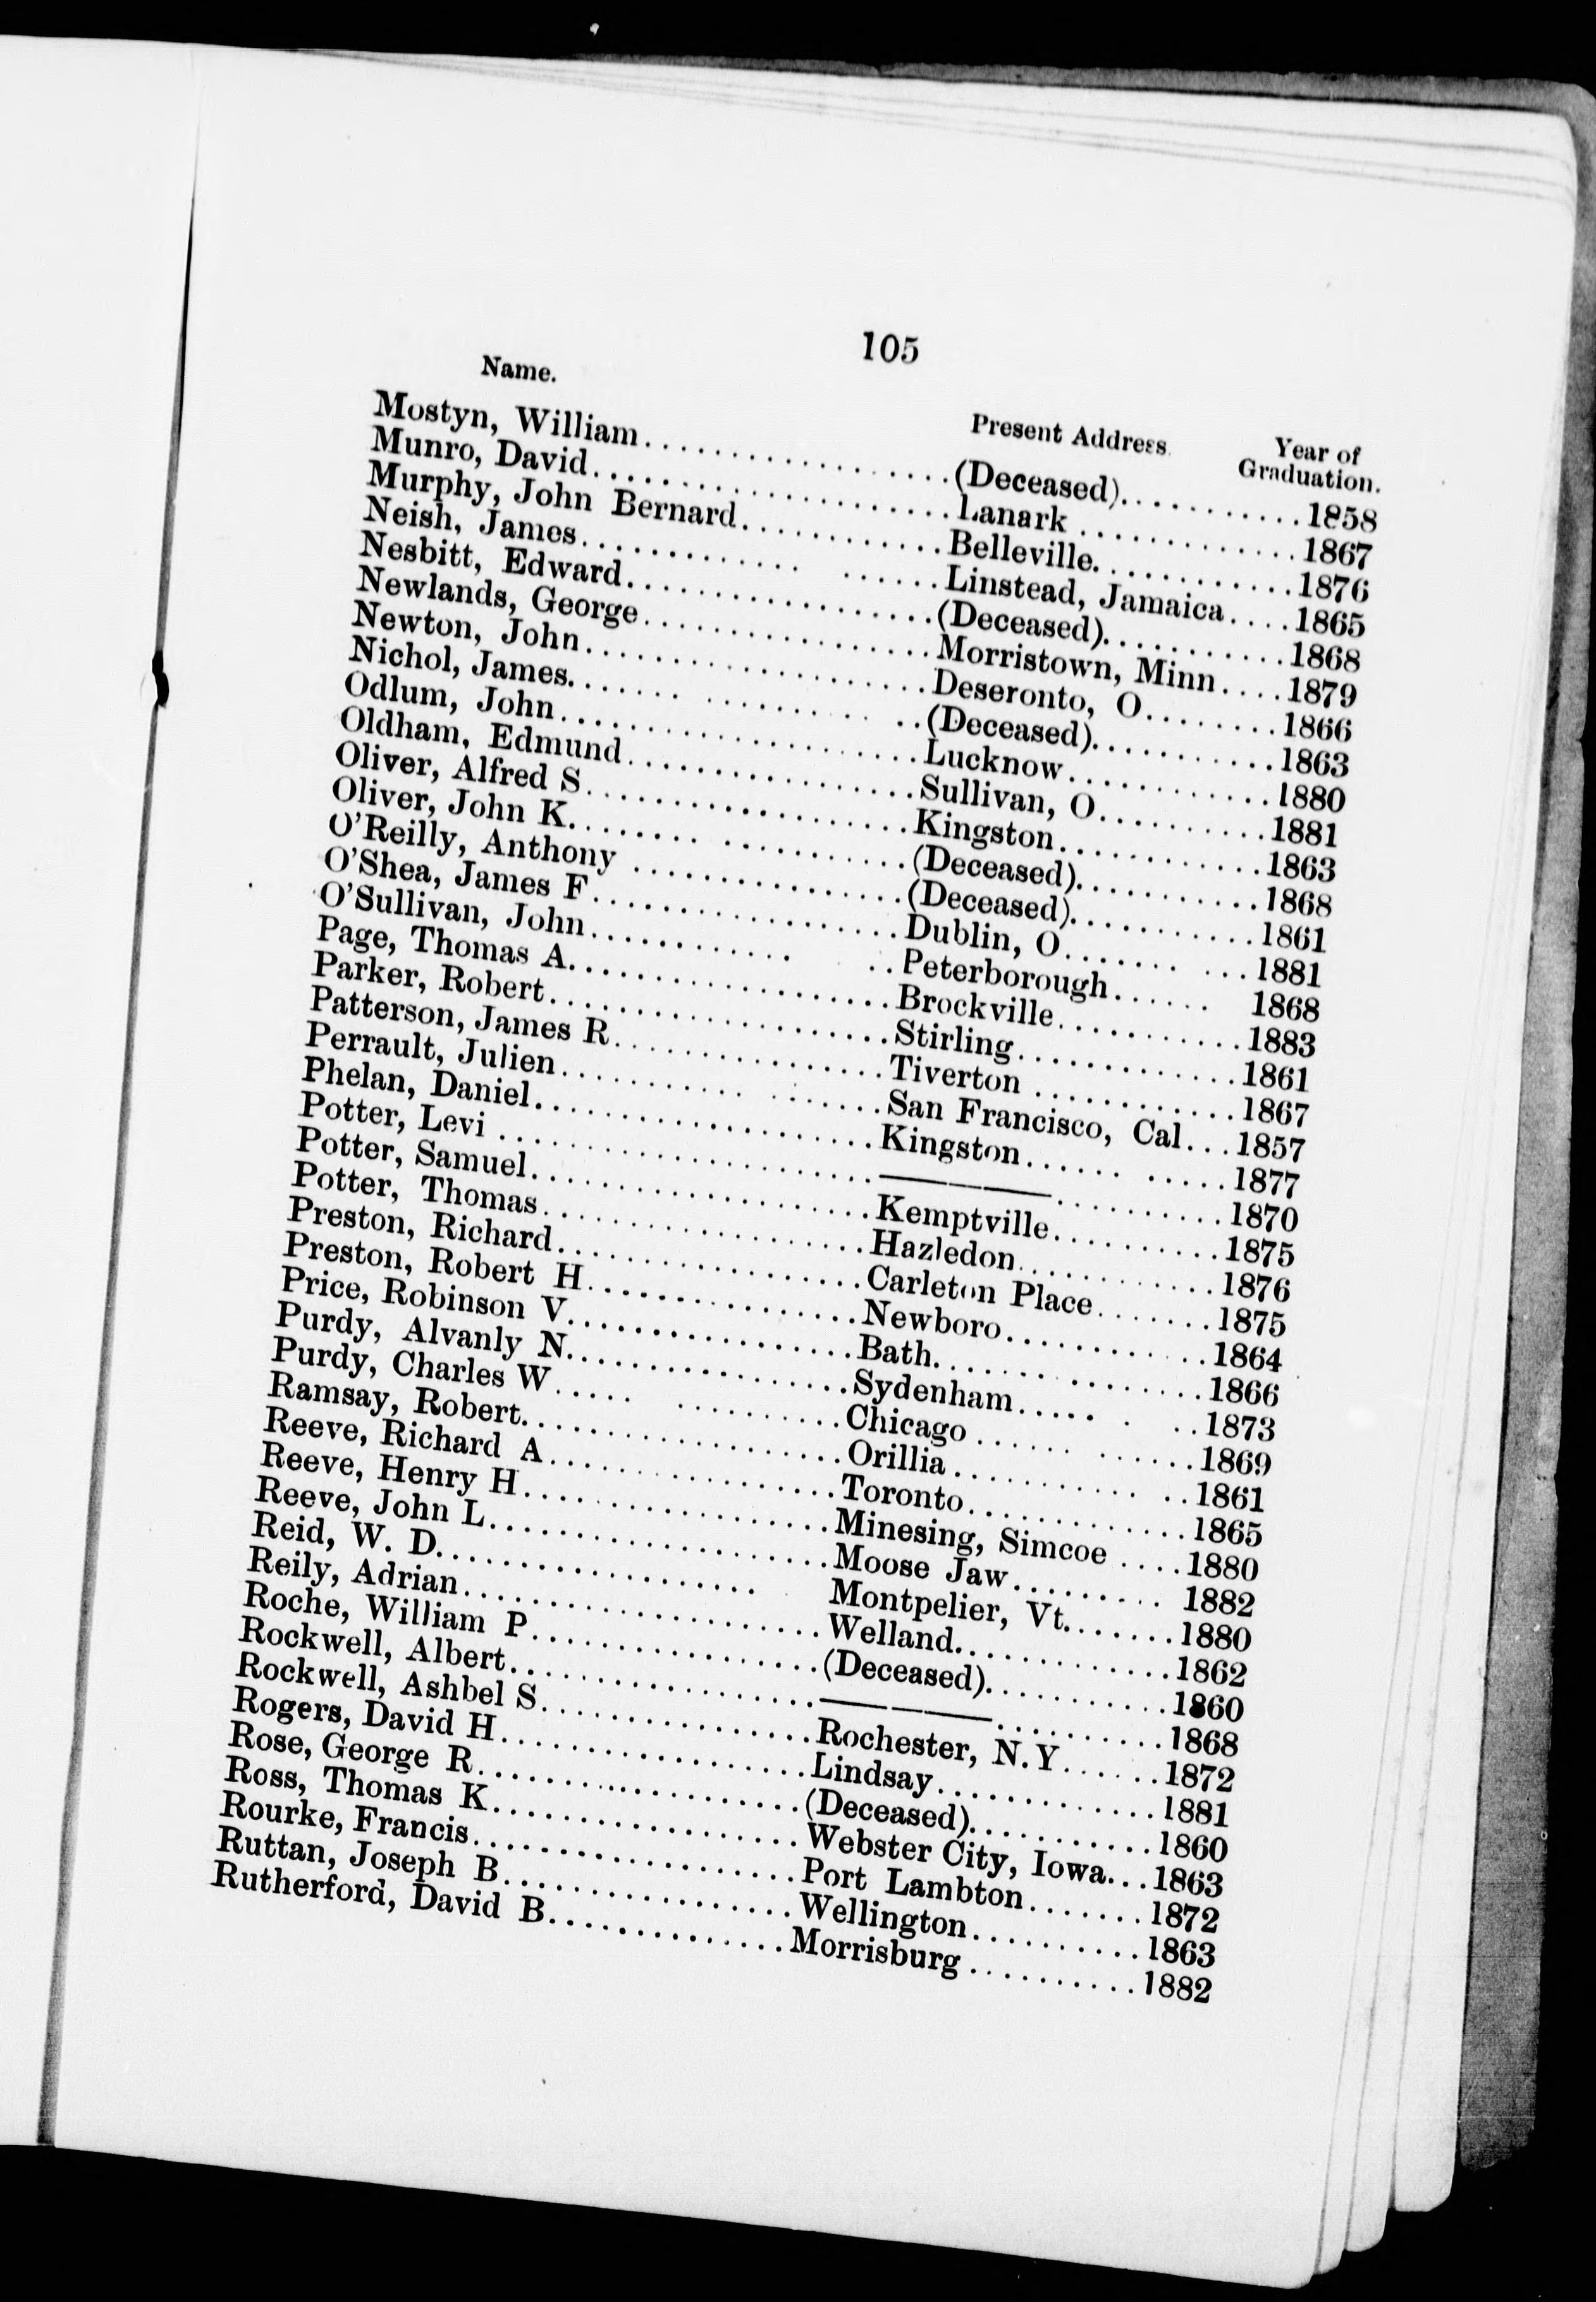 105
Name. Present Address. Year of
Graduation.
Mostyn, William.................(Deceased)...........1858
Munro, David....................Lanark.............1867
Murphy, John Bernard............Belleville............1876
Neish, James....................Linstead, Jamaica....1865
Nesbitt, Edward.................(Deceased)...........1868
Newlands, George................Morristown, Minn....1879
Newton, John....................Deseronto, O........1866
Nichol, James...................(Deceased)...........1863
Odlum, John.....................Lucknow............1880
Oldham, Edmund..................Sullivan, O..........1881
Oliver, Alfred S................Kingston............1863
Oliver, John K..................(Deceased)...........1868
O'Reilly, Anthony...............(Deceased)...........1861
O'Shea, James F.................Dublin, O..........1881
O'Sullivan, John................Peterborough......1868
Page, Thomas A..................Brockville...........1883
Parker, Robert..................Stirling.............1861
Patterson, James R..............Tiverton............1867
Perrault, Julien................San Francisco, Cal...1857
Phelan, Daniel..................Kingston...........1877
Potter, Levi....................—————..........1870
Potter, Samuel..................Kemptville..........1875
Potter, Thomas..................Hazledon............1876
Preston, Richard................Carleton Place.......1875
Preston, Robert H...............Newboro............1864
Price, Robinson V...............Bath................1866
Purdy, Alvanly N................Sydenham........1873
Purdy, Charles W................Chicago............1869
Ramsay, Robert..................Orillia.............1861
Reeve, Richard A................Toronto.............1865
Reeve, Henry H..................Minesing, Simcoe....1880
Reeve, John L...................Moose Jaw.........1882
Reid, W. D......................Montpelier, Vt.......1880
Reily, Adrian...................Welland.............1862
Roche, William P................(Deceased)...........1860
Rockwell, Albert................—————..........1868
Rockwell, Ashbel S..............Rochester, N.Y......1872
Rogers, David H.................Lindsay.............1881
Rose, George R..................(Deceased)...........1860
Ross, Thomas K..................Webster City, Iowa...1863
Rourke, Francis.................Port Lambton.......1872
Ruttan, Joseph B................Wellington..........1863
Rutherford, David B.............Morrisburg..........1882